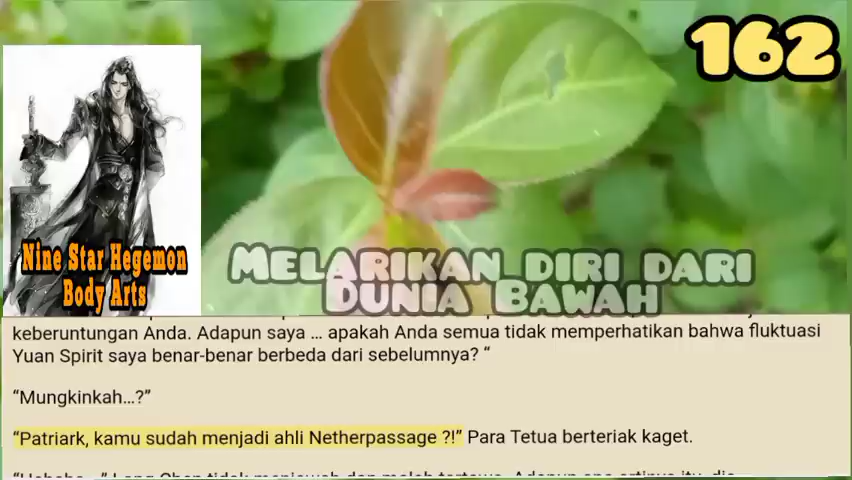 162
Nine Star Hegemon
Body Arts
Melarikan diri dari
Dunia Bawah
keberuntungan Anda. Adapun saya … apakah Anda semua tidak memperhatikan bahwa fluktuasi
Yuan Spirit saya benar-benar berbeda dari sebelumnya? “
“Mungkinkah…?”
“Patriark, kamu sudah menjadi ahli Netherpassage ?!” Para Tetua berteriak kaget.